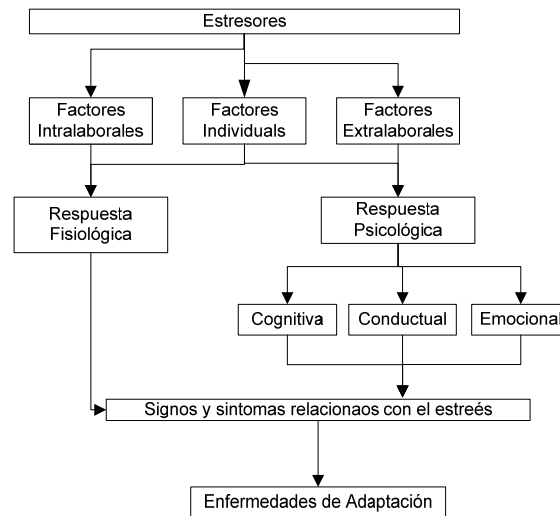 Estresores
Factores
Intralaborales
Factores
Individuals
Factores
Extralaborales
Respuesta
Fisiológica
Respuesta
Psicológica
Cognitiva
Conductual
Emocional
Signos y sintomas relacionaos con el estreés
Enfermedades de Adaptación